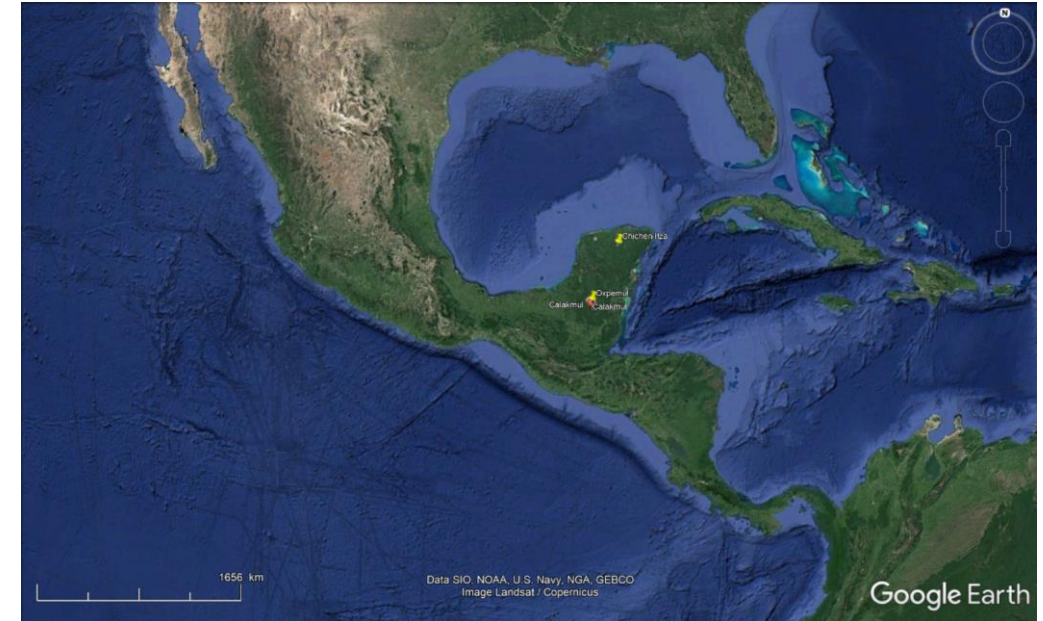 N
Chichen Itza
Oxpemul
Calakmul
Calakmul
1656 km
Data SIO, NOAA, U.S. Navy, NGA, GEBCO
Image Landsat / Copernicus
Google Earth